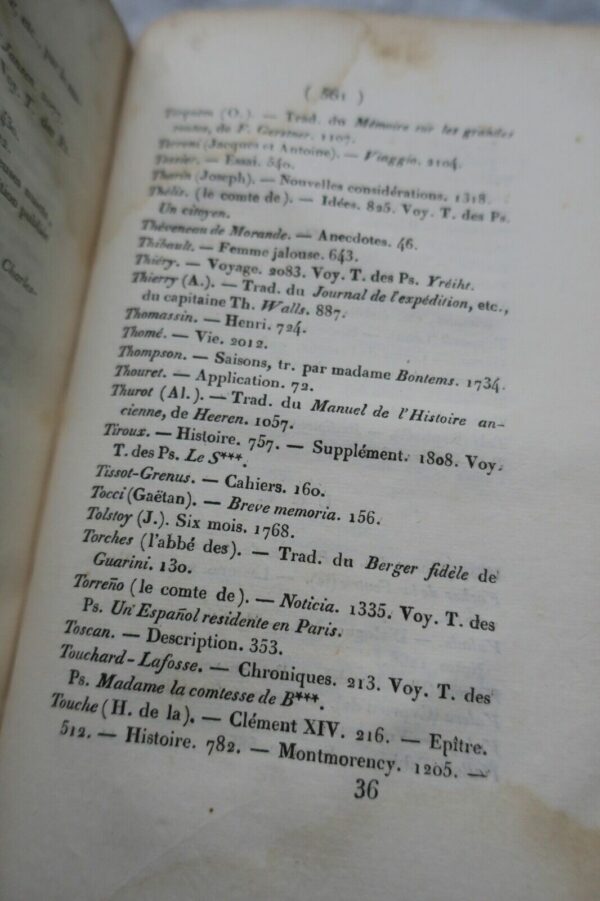 ( 561 )
Terquem (O.). — Trad. du Mémoire sur les grandes
routes, de F. Gerstner. 1107.
Terreni (Jacques et Antoine). — Viaggio. 2104.
Terrier. — Essai. 540.
Therin (Joseph). — Nouvelles considérations. 1318.
Thélis. (le comte de). — Idées. 825. Voy. T. des Ps.
Un citoyen.
Théveneau de Morande. — Anecdotes. 46.
Thibault. — Femme jalouse. 643.
Thiéry. — Voyage. 2083. Voy. T. des Ps. Yréiht.
Thierry (A.). — Trad. du Journal de l'expédition, etc.,
du capitaine Th. Walls. 887.
Thomassin. — Henri. 724.
Thomé. — Vie. 2012.
Thompson. — Saisons, tr. par madame Bontems. 1734.
Thouret. — Application. 72.
Thurot (Al.). — Trad. du Manuel de l'Histoire an-
cienne, de Heeren. 1057.
Tiroux. — Histoire. 757. — Supplément. 1808. Voy.
T. des Ps. Le S***.
Tissot-Grenus. — Cahiers. 160.
Tocci (Gaëtan). — Breve memoria. 156.
Tolstoy (J.). Six mois. 1768.
Torches (l'abbé des). — Trad. du Berger fidèle de
Guarini. 130.
Torreño (le comte de). — Noticia. 1335. Voy. T. des
Ps. Un Español residente en Paris.
Toscan. — Description. 353.
Touchard-Lafosse. — Chroniques. 213. Voy. T. des
Ps. Madame la comtesse de B***.
Touche (H. de la). — Clément XIV. 216. — Epître.
512. — Histoire. 782. — Montmorency. 1205. —
36